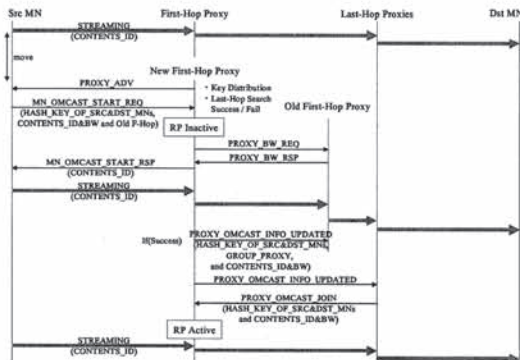 Src MN
First-Hop Proxy
Last-Hop Proxies
Dst MN
STREAMING
(CONTENTS_ID)
move
PROXY_ADV
New First-Hop Proxy
· Key Distribution
· Last-Hop Search
Success / Fail
MN_OMCAST_START_REQ
(HASH_KEY_OF_SRC&DST_MNs,
CONTENTS_ID&BW and Old F-Hop)
Old First-Hop Proxy
RP Inactive
PROXY_BW_REQ
PROXY_BW_RSP
MN_OMCAST_START_RSP
(CONTENTS_ID)
STREAMING
(CONTENTS_ID)
If(Success)
PROXY_OMCAST_INFO_UPDATED
(HASH_KEY_OF_SRC&DST_MNs,
GROUP_PROXY,
and CONTENTS_ID&BW)
PROXY_OMCAST_INFO_UPDATED
PROXY_OMCAST_JOIN
(HASH_KEY_OF_SRC&DST_MNs
and CONTENTS_ID&BW)
RP Active
STREAMING
(CONTENTS_ID)